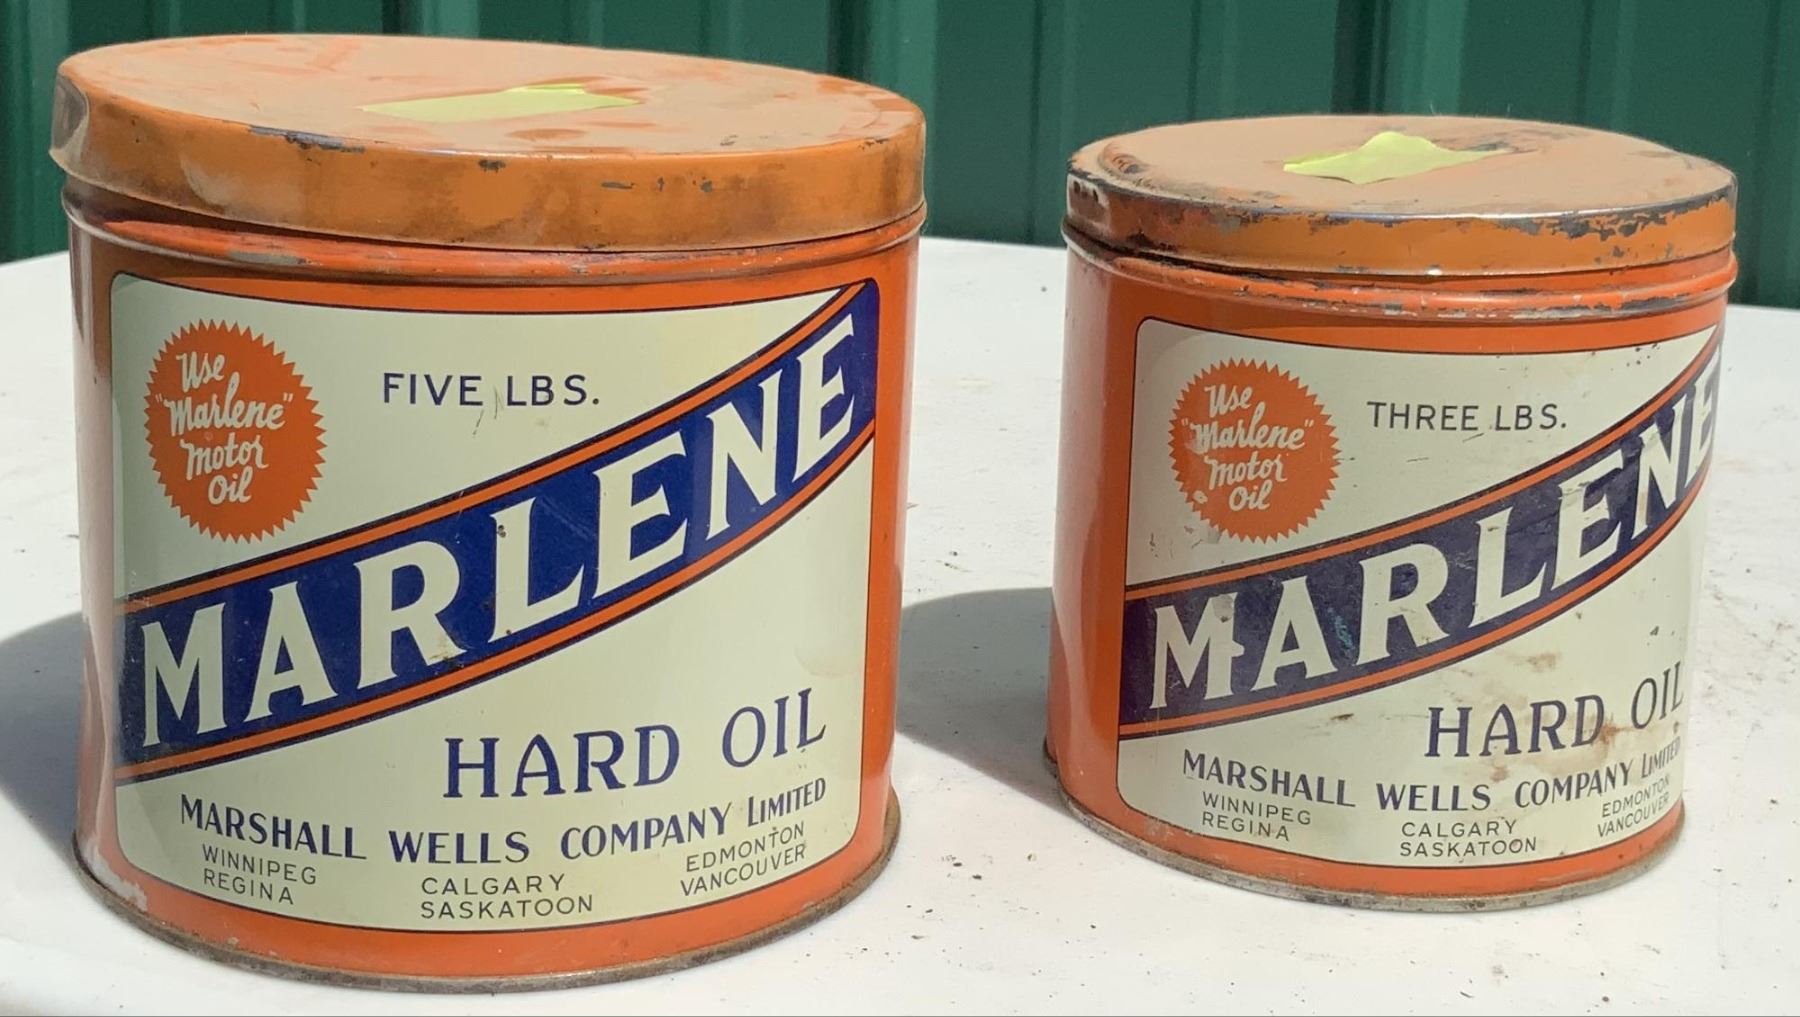 Use
"Marlene"
Motor
Oil
FIVE LBS.
MARLENE
HARD OIL
MARSHALL WELLS COMPANY LIMITED
WINNIPEG CALGARY EDMONTON
REGINA SASKATOON VANCOUVER
Use
"Marlene"
Motor
Oil
THREE LBS.
MARLENE
HARD OIL
MARSHALL WELLS COMPANY LIMITED
WINNIPEG CALGARY EDMONTON
REGINA SASKATOON VANCOUVER